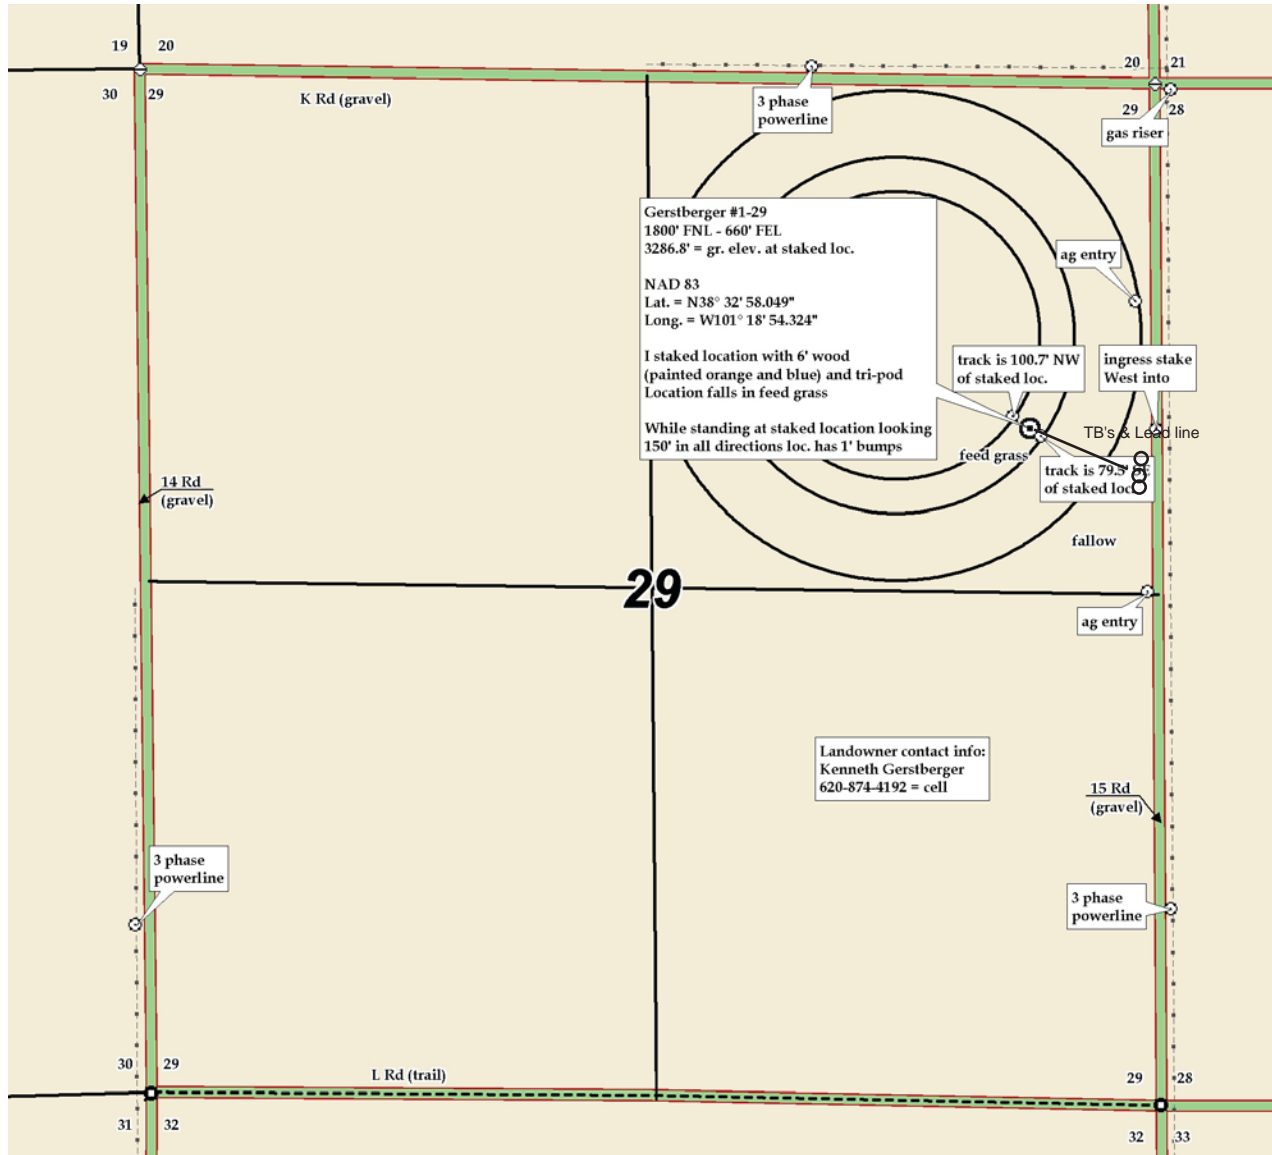 19 20
20 21
30 29
K Rd (gravel)
3 phase
powerline
29 28
gas riser
Gerstberger #1-29
1800' FNL - 660' FEL
3286.8' = gr. elev. at staked loc.
NAD 83
Lat. = N38° 32' 58.049"
Long. = W101° 18' 54.324"
I staked location with 6' wood
(painted orange and blue) and tri-pod
Location falls in feed grass
While standing at staked location looking
150' in all directions loc. has 1' bumps
ag entry
track is 100.7' NW
of staked loc.
ingress stake
West into
TB's & Lead line
feed grass
track is 79.5' SE
of staked loc.
14 Rd
(gravel)
fallow
29
ag entry
Landowner contact info:
Kenneth Gerstberger
620-874-4192 = cell
15 Rd
(gravel)
3 phase
powerline
3 phase
powerline
30 29
L Rd (trail)
29 28
31 32
32 33